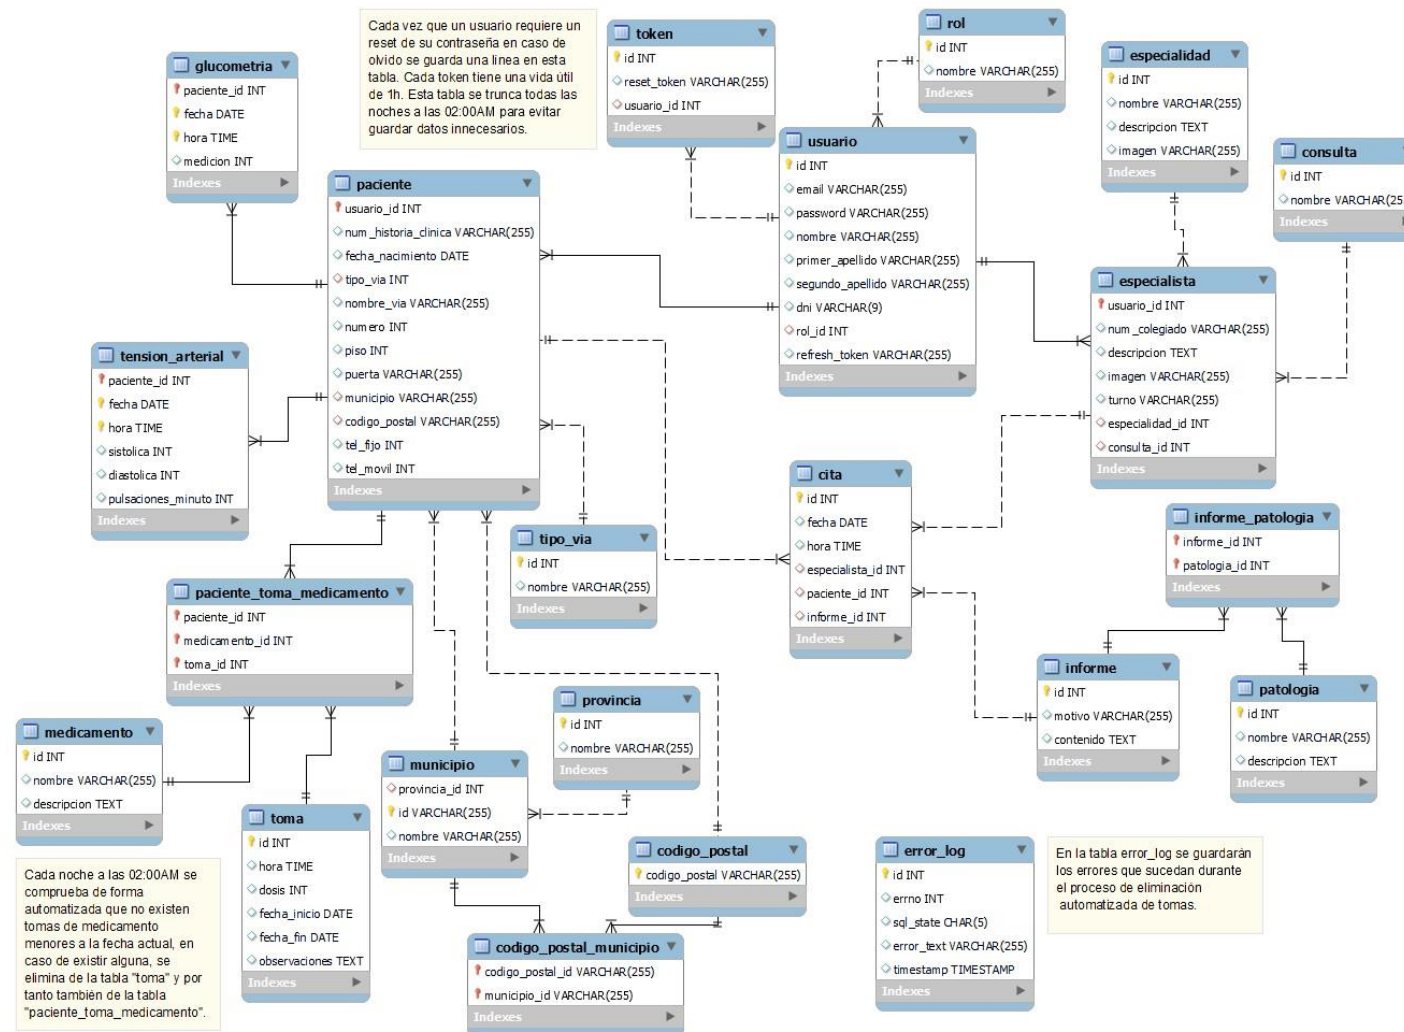 Cada vez que un usuario requiere un
reset de su contraseña en caso de
olvido se guarda una línea en esta
tabla. Cada token tiene una vida útil
de 1h. Esta tabla se trunca todas las
noches a las 02:00AM para evitar
guardar datos innecesarios.
token
id INT
reset_token VARCHAR(255)
usuario_id INT
Indexes
rol
id INT
nombre VARCHAR(255)
Indexes
glucometria
paciente_id INT
fecha DATE
hora TIME
medicion INT
Indexes
especialidad
id INT
nombre VARCHAR(255)
descripcion TEXT
imagen VARCHAR(255)
Indexes
consulta
id INT
nombre VARCHAR(25
Indexes
usuario
id INT
email VARCHAR(255)
password VARCHAR(255)
nombre VARCHAR(255)
primer_apellido VARCHAR(255)
segundo_apellido VARCHAR(255)
dni VARCHAR(9)
rol_id INT
refresh_token VARCHAR(255)
Indexes
paciente
usuario_id INT
num_historia_clinica VARCHAR(255)
fecha_nacimiento DATE
tipo_via INT
nombre_via VARCHAR(255)
numero INT
piso INT
puerta VARCHAR(255)
municipio VARCHAR(255)
codigo_postal VARCHAR(255)
tel_fijo INT
tel_movil INT
Indexes
especialista
usuario_id INT
num_colegiado VARCHAR(255)
descripcion TEXT
imagen VARCHAR(255)
turno VARCHAR(255)
especialidad_id INT
consulta_id INT
Indexes
tension_arterial
paciente_id INT
fecha DATE
hora TIME
sistolica INT
diastolica INT
pulsaciones_minuto INT
Indexes
cita
id INT
fecha DATE
hora TIME
especialista_id INT
paciente_id INT
informe_id INT
Indexes
informe_patologia
informe_id INT
patologia_id INT
Indexes
tipo_via
id INT
nombre VARCHAR(255)
Indexes
paciente_toma_medicamento
paciente_id INT
medicamento_id INT
toma_id INT
Indexes
informe
id INT
motivo VARCHAR(255)
contenido TEXT
Indexes
patologia
id INT
nombre VARCHAR(255)
descripcion TEXT
Indexes
provincia
id INT
nombre VARCHAR(255)
Indexes
medicamento
id INT
nombre VARCHAR(255)
descripcion TEXT
Indexes
municipio
provincia_id INT
id VARCHAR(255)
nombre VARCHAR(255)
Indexes
toma
id INT
hora TIME
dosis INT
fecha_inicio DATE
fecha_fin DATE
observaciones TEXT
Indexes
codigo_postal
codigo_postal VARCHAR(255)
Indexes
error_log
id INT
errno INT
sql_state CHAR(5)
error_text VARCHAR(255)
timestamp TIMESTAMP
Indexes
En la tabla error_log se guardarán
los errores que sucedan durante
el proceso de eliminación
automatizada de tomas.
Cada noche a las 02:00AM se
comprueba de forma
automatizada que no existen
tomas de medicamento
menores a la fecha actual, en
caso de existir alguna, se
elimina de la tabla "toma" y por
tanto también de la tabla
"paciente_toma_medicamento".
codigo_postal_municipio
codigo_postal_id VARCHAR(255)
municipio_id VARCHAR(255)
Indexes